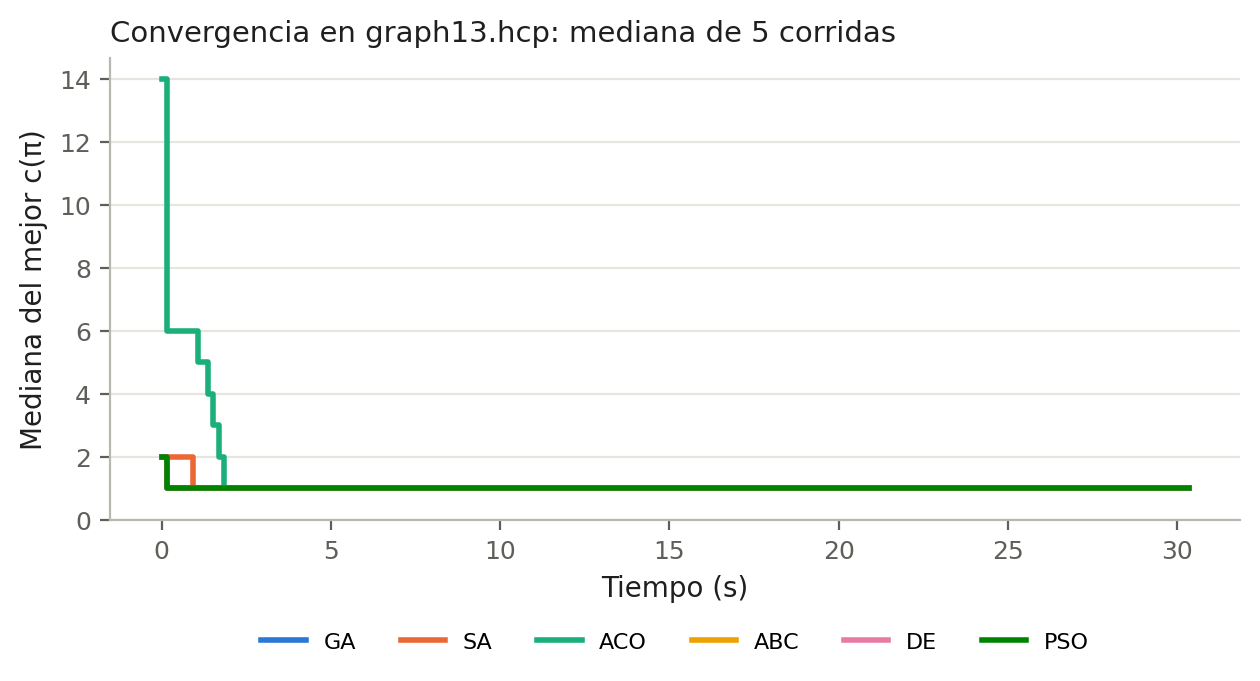 Convergencia en graph13.hcp: mediana de 5 corridas
Mediana del mejor c(π)
14
12
10
8
6
4
2
0
0 5 10 15 20 25 30
Tiempo (s)
GA SA ACO ABC DE PSO